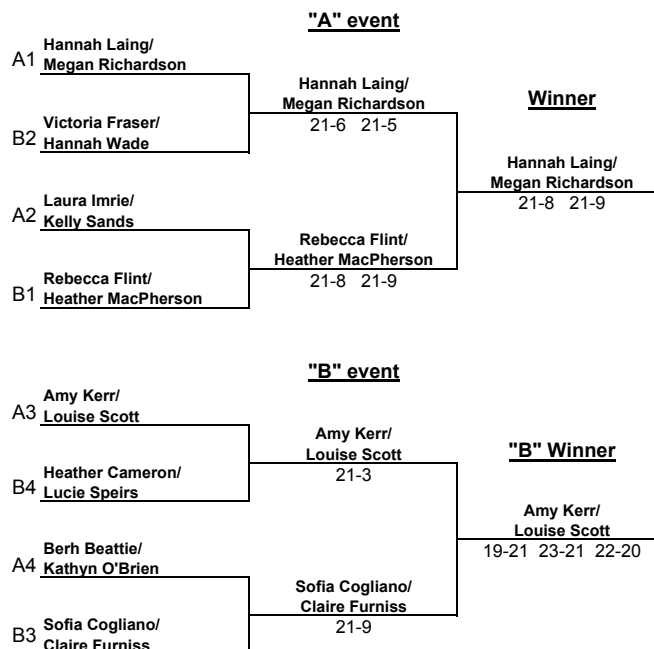 "A" event
A1 Hannah Laing/
Megan Richardson
B2 Victoria Fraser/
Hannah Wade
Hannah Laing/
Megan Richardson
21-6 21-5
A2 Laura Imrie/
Kelly Sands
B1 Rebecca Flint/
Heather MacPherson
Rebecca Flint/
Heather MacPherson
21-8 21-9
Winner
Hannah Laing/
Megan Richardson
21-8 21-9
"B" event
A3 Amy Kerr/
Louise Scott
B4 Heather Cameron/
Lucie Speirs
Amy Kerr/
Louise Scott
21-3
A4 Berh Beattie/
Kathyn O'Brien
B3 Sofia Cogliano/
Claire Furniss
Sofia Cogliano/
Claire Furniss
21-9
"B" Winner
Amy Kerr/
Louise Scott
19-21 23-21 22-20